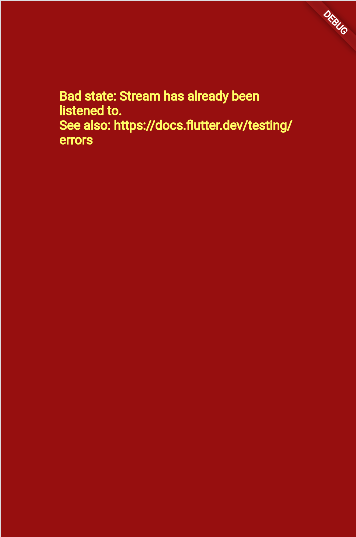 DEBUG
Bad state: Stream has already been
listened to.
See also: https://docs.flutter.dev/testing/
errors